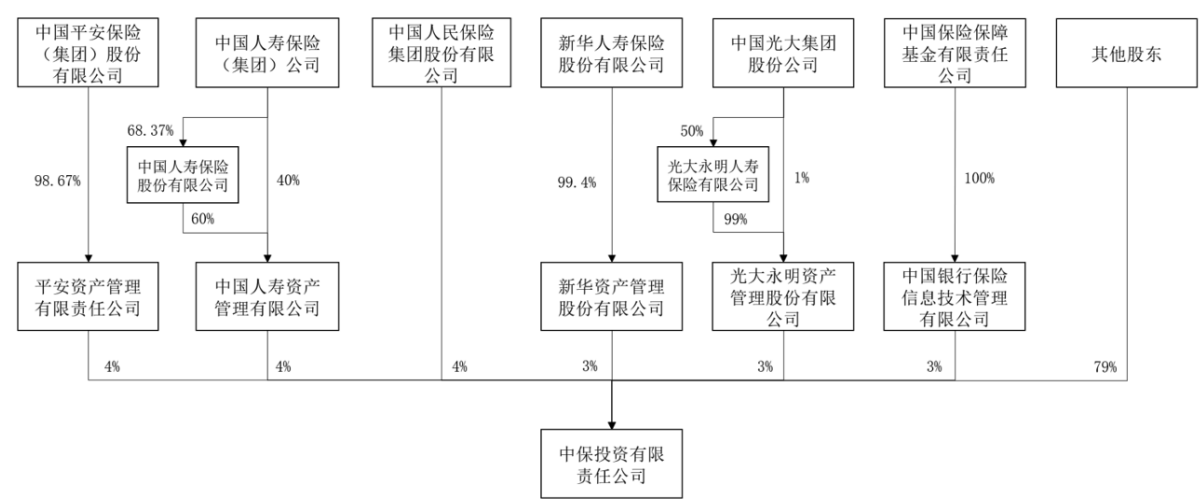 中国平安保险
（集团）股份
有限公司
中国人寿保险
（集团）公司
中国人民保险
集团股份有限
公司
新华人寿保险
股份有限公司
中国光大集团
股份公司
中国保险保障
基金有限责任
公司
其他股东
68.37%
50%
中国人寿保险
股份有限公司
光大永明人寿
保险有限公司
98.67%
40%
99.4%
1%
100%
60%
99%
平安资产管理
有限责任公司
中国人寿资产
管理有限公司
新华资产管理
股份有限公司
光大永明资产
管理股份有限
公司
中国银行保险
信息技术管理
有限公司
4%
4%
4%
3%
3%
3%
79%
中保投资有限
责任公司